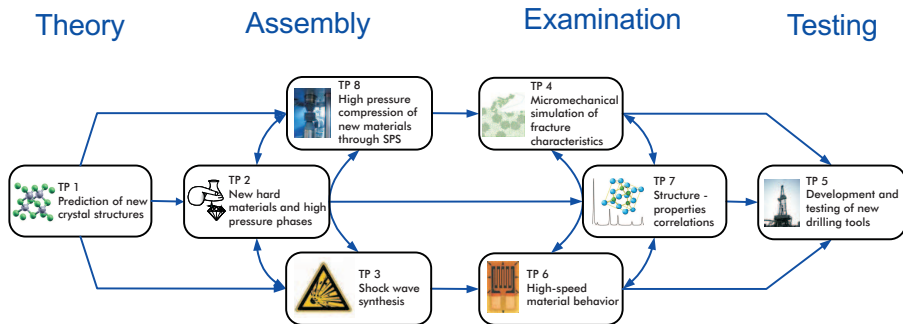 Theory
Assembly
Examination
Testing
TP 8
High pressure
compression of
new materials
through SPS
TP 4
Micromechanical
simulation of
fracture
characteristics
TP 1
Prediction of new
crystal structures
TP 2
New hard
materials and high
pressure phases
TP 7
Structure -
properties
correlations
TP 5
Development and
testing of new
drilling tools
TP 3
Shock wave
synthesis
TP 6
High-speed
material behavior